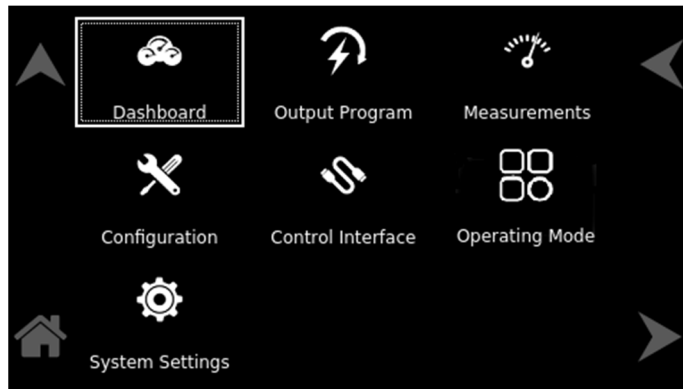 Dashboard
Output Program
Measurements
Configuration
Control Interface
Operating Mode
System Settings